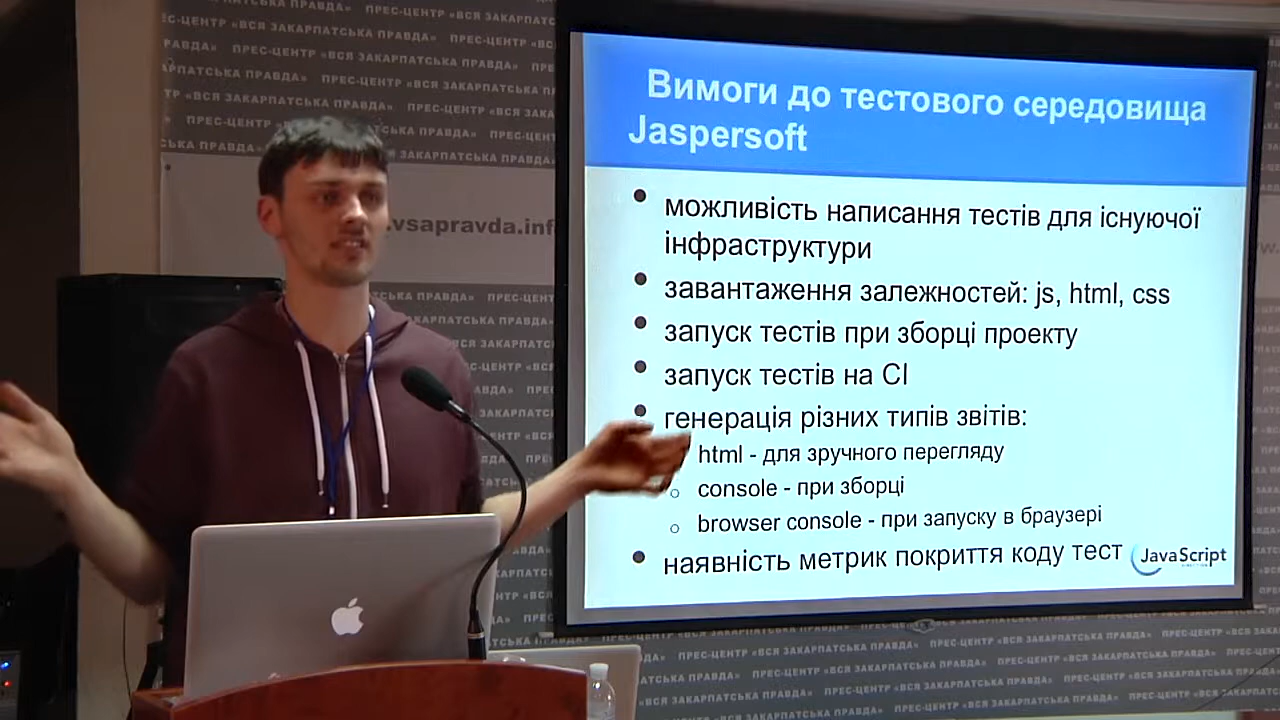 Вимоги до тестового середовища
Jaspersoft
можливість написання тестів для існуючої
інфраструктури
завантаження залежностей: js, html, css
запуск тестів при зборці проекту
запуск тестів на CI
генерація різних типів звітів:
html - для зручного перегляду
console - при зборці
browser console - при запуску в браузері
наявність метрик покриття коду тест
JavaScript
.vsapravda.inf
ПРЕС-ЦЕНТР «ВСЯ ЗАКАРПАТСЬКА ПРАВДА»